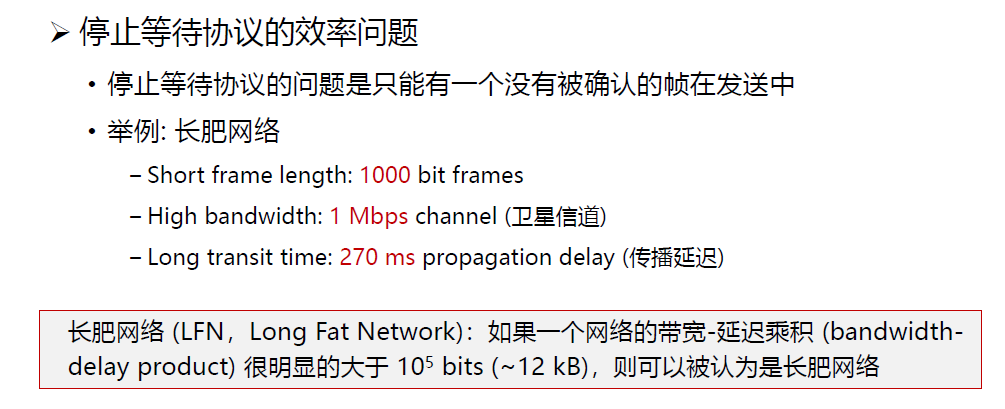 ➢ 停止等待协议的效率问题
• 停止等待协议的问题是只能有一个没有被确认的帧在发送中
• 举例: 长肥网络
– Short frame length: 1000 bit frames
– High bandwidth: 1 Mbps channel (卫星信道)
– Long transit time: 270 ms propagation delay (传播延迟)
长肥网络 (LFN，Long Fat Network)：如果一个网络的带宽-延迟乘积 (bandwidth-
delay product) 很明显的大于 10⁵ bits (~12 kB)，则可以被认为是长肥网络